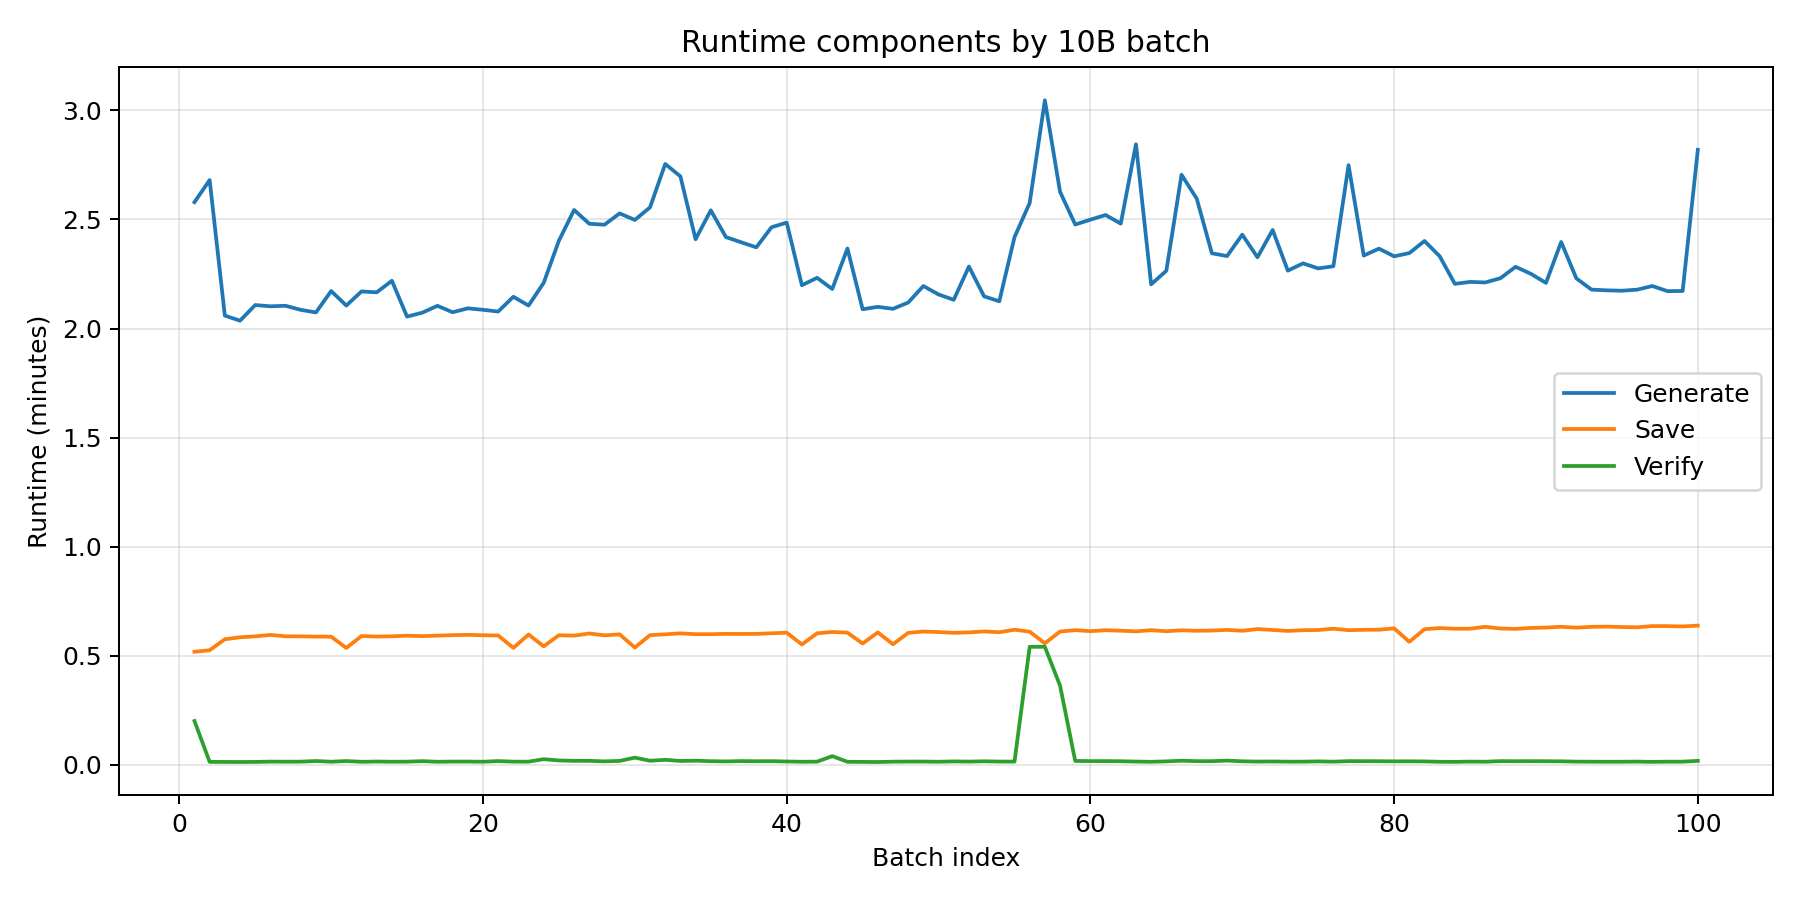 Runtime components by 10B batch
Runtime (minutes)
3.0
2.5
2.0
1.5
1.0
0.5
0.0
Generate
Save
Verify
0 20 40 60 80 100
Batch index